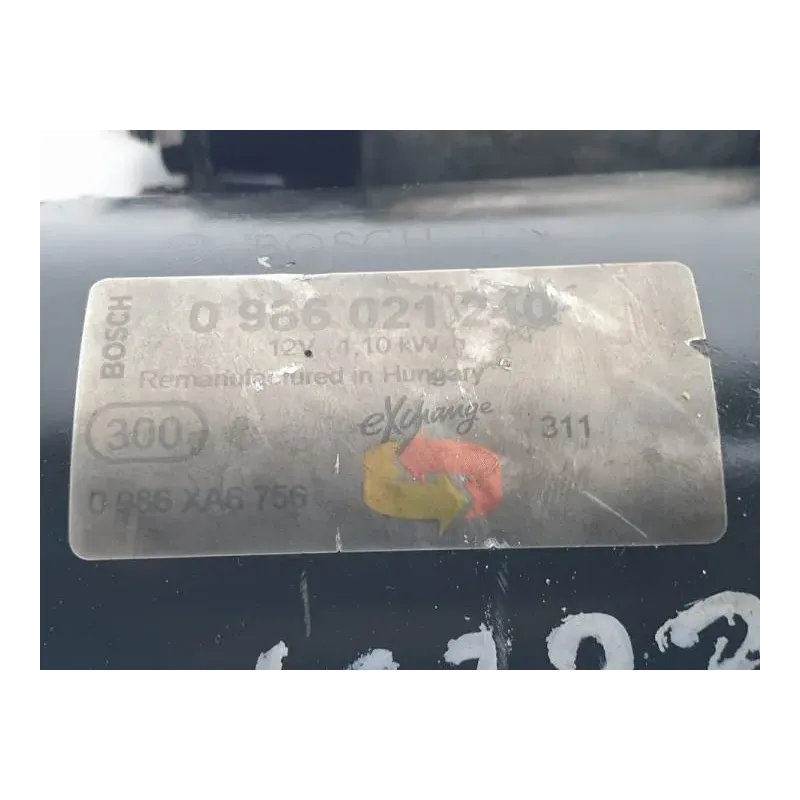 BOSCH
BOSCH
0 986 021 240
12V 1,10 kW
Remanufactured in Hungary
eXchange
300
311
0 986 XA6 756